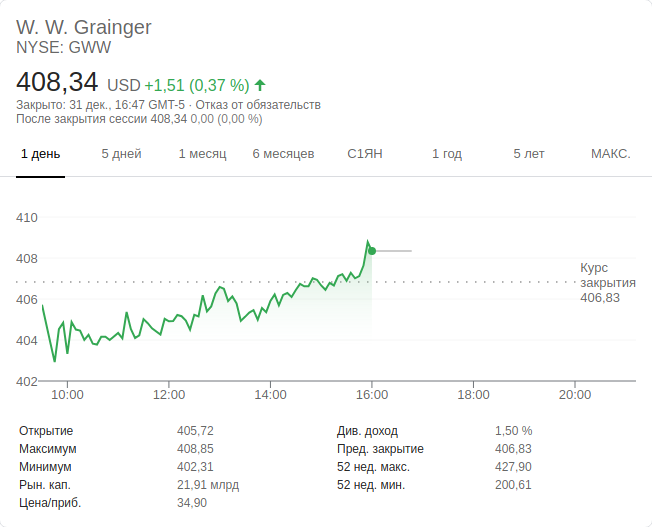 W. W. Grainger
NYSE: GWW
408,34 USD +1,51 (0,37 %)
Закрыто: 31 дек., 16:47 GMT-5 · Отказ от обязательств
После закрытия сессии 408,34 0,00 (0,00 %)
1 день 5 дней 1 месяц 6 месяцев С1ЯН 1 год 5 лет МАКС.
410
408
406
404
402
Курс
закрытия
406,83
10:00 12:00 14:00 16:00 18:00 20:00
Открытие 405,72 Див. доход 1,50 %
Максимум 408,85 Пред. закрытие 406,83
Минимум 402,31 52 нед. макс. 427,90
Рын. кап. 21,91 млрд 52 нед. мин. 200,61
Цена/приб. 34,90